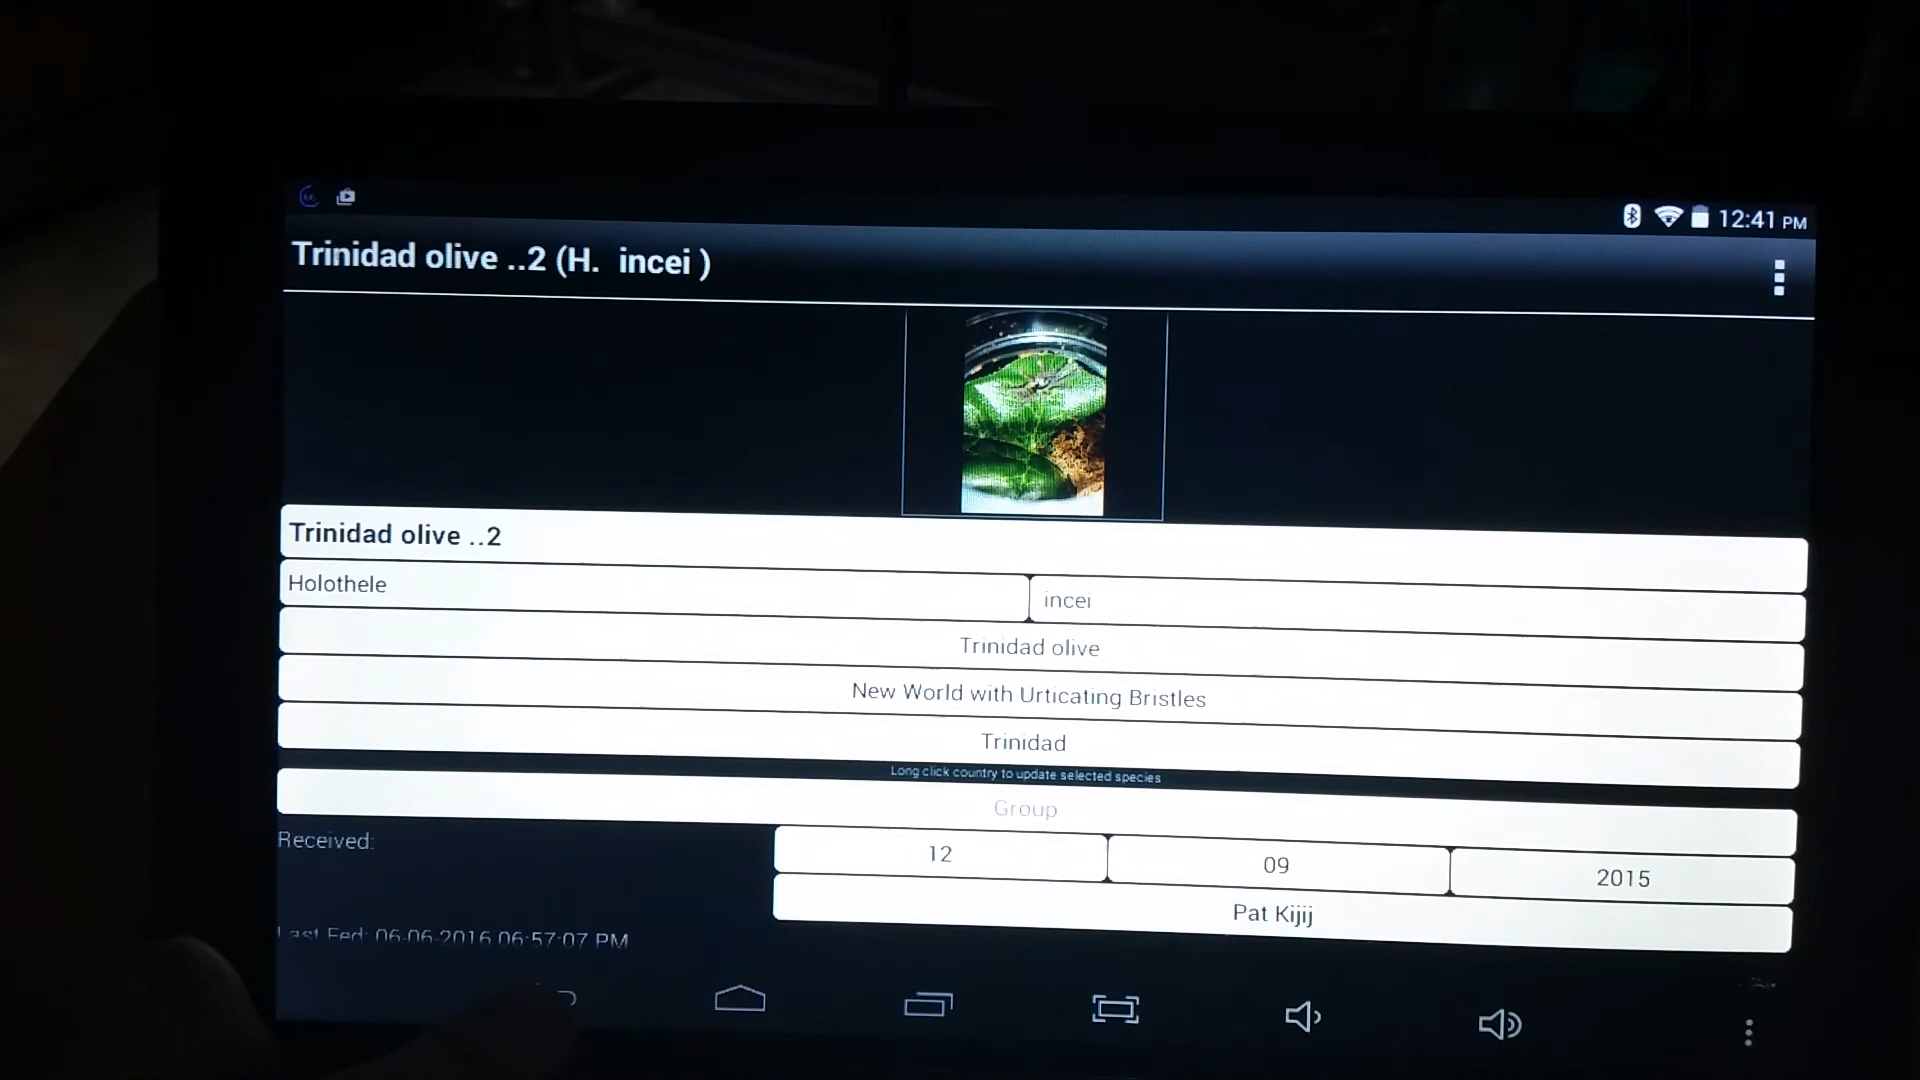 12:41 PM
Trinidad olive ..2 (H. incei )
Trinidad olive ..2
Holothele
incei
Trinidad olive
New World with Urticating Bristles
Trinidad
Long click country to update selected species
Group
Received:
12
09
2015
Pat Kijij
Last Fed: 06-06-2016 06:57:07 PM